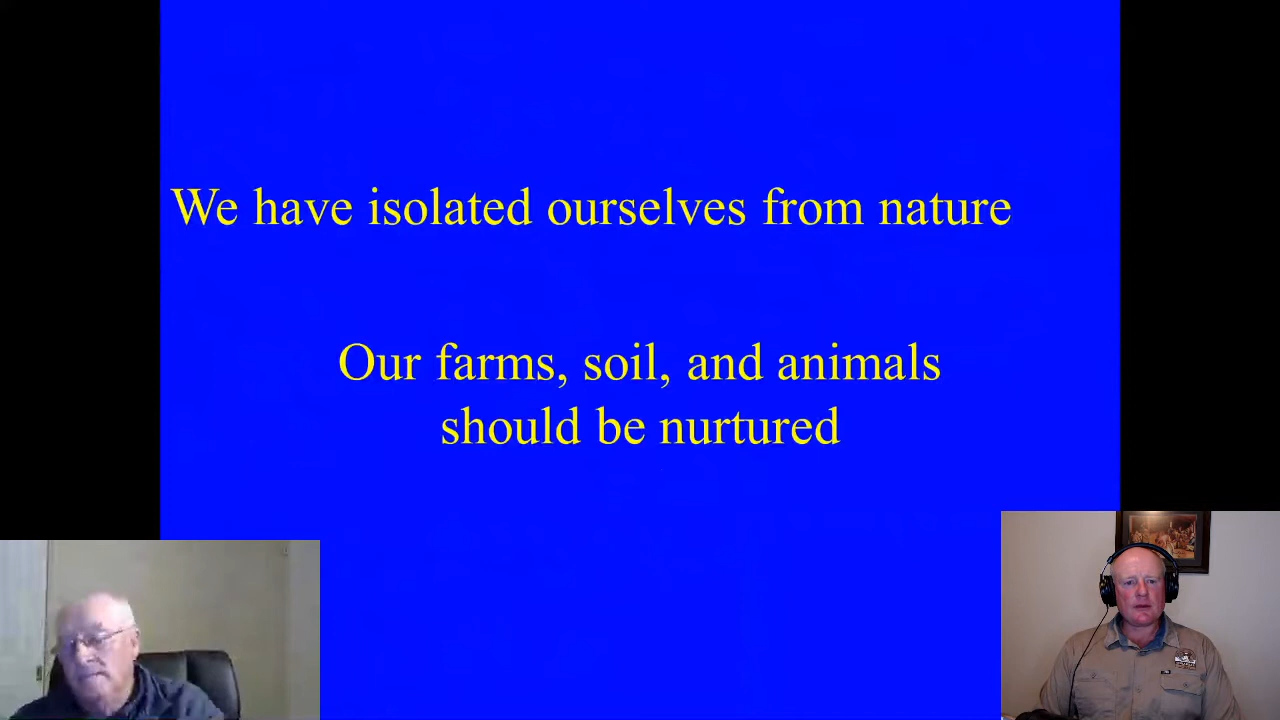 We have isolated ourselves from nature
Our farms, soil, and animals
should be nurtured